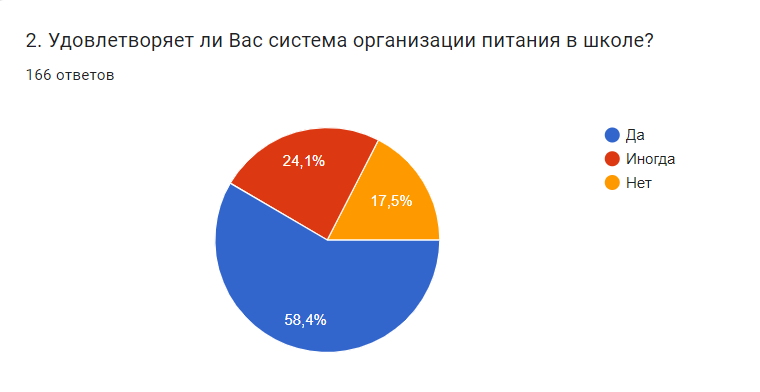 2. Удовлетворяет ли Вас система организации питания в школе?
166 ответов
Да
Иногда
Нет
24,1%
17,5%
58,4%